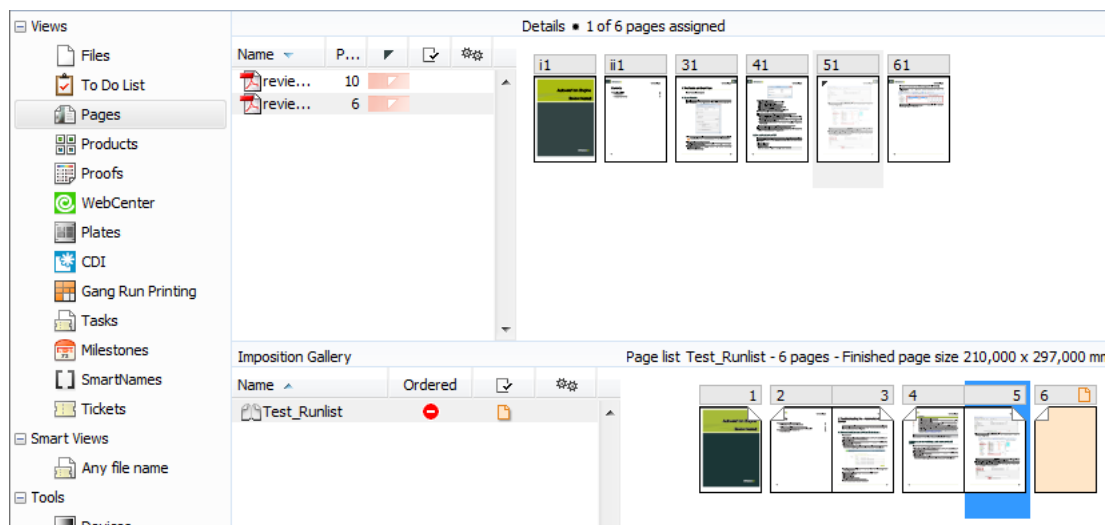 Views
Files
To Do List
Pages
Products
Proofs
WebCenter
Plates
CDI
Gang Run Printing
Tasks
Milestones
SmartNames
Tickets
Smart Views
Any file name
Tools
Details • 1 of 6 pages assigned
Name P...
revie... 10
revie... 6
i1 ii1 31 41 51 61
Imposition Gallery
Name Ordered
Test_Runlist
Page list Test_Runlist - 6 pages - Finished page size 210,000 x 297,000 mm
1 2 3 4 5 6